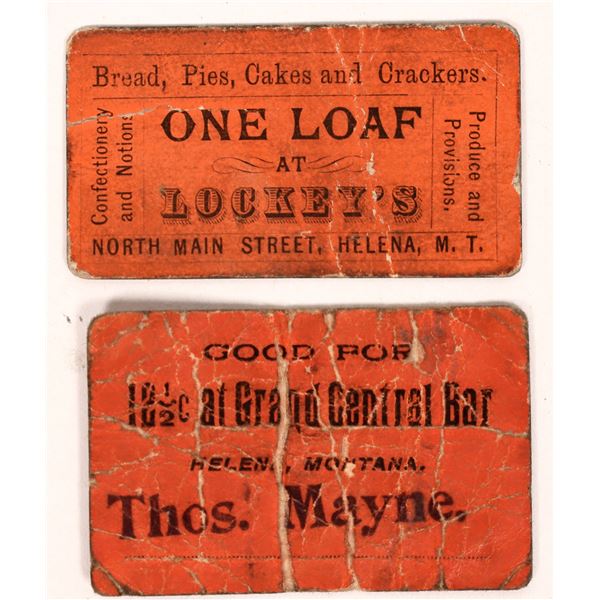 Bread, Pies, Cakes and Crackers.
Confectionery
and Notions
ONE LOAF
AT
LOCKEY'S
Produce and
Provisions.
NORTH MAIN STREET, HELENA, M. T.
GOOD FOR
12½c at Grand Central Bar
HELENA, MONTANA.
Thos. Mayne.